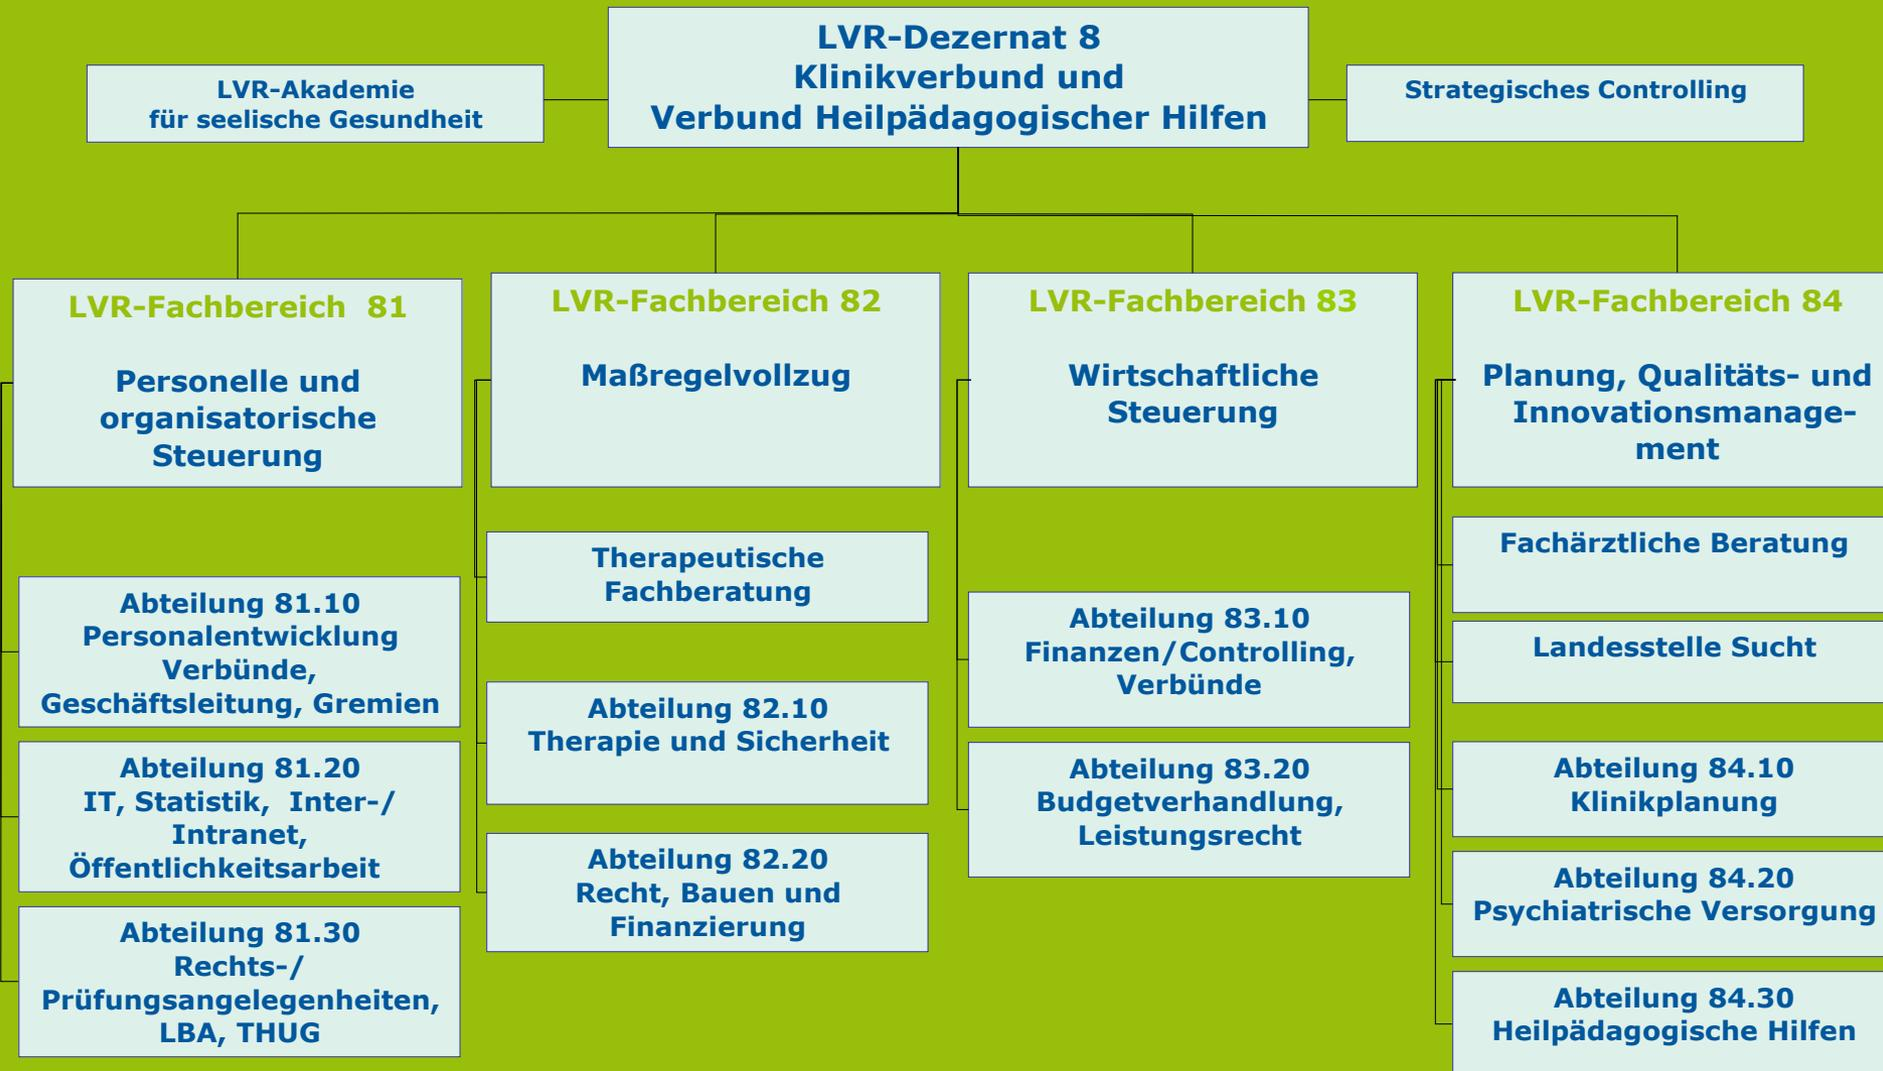 LVR-Dezernat 8
Klinikverbund und
Verbund Heilpädagogischer Hilfen
LVR-Akademie
für seelische Gesundheit
Strategisches Controlling
LVR-Fachbereich  81
Personelle und
organisatorische
Steuerung
Abteilung 81.10
Personalentwicklung
Verbünde,
Geschäftsleitung, Gremien
Abteilung 81.20
IT, Statistik,  Inter-/
Intranet,
Öffentlichkeitsarbeit
Abteilung 81.30
Rechts-/
Prüfungsangelegenheiten,
LBA, THUG
LVR-Fachbereich 82
Maßregelvollzug
Therapeutische
Fachberatung
Abteilung 82.10
Therapie und Sicherheit
Abteilung 82.20
Recht, Bauen und
Finanzierung
LVR-Fachbereich 83
Wirtschaftliche
Steuerung
Abteilung 83.10
Finanzen/Controlling,
Verbünde
Abteilung 83.20
Budgetverhandlung,
Leistungsrecht
LVR-Fachbereich 84
Planung, Qualitäts- und
Innovationsmanage-
ment
Fachärztliche Beratung
Landesstelle Sucht
Abteilung 84.10
Klinikplanung
Abteilung 84.20
Psychiatrische Versorgung
Abteilung 84.30
Heilpädagogische Hilfen